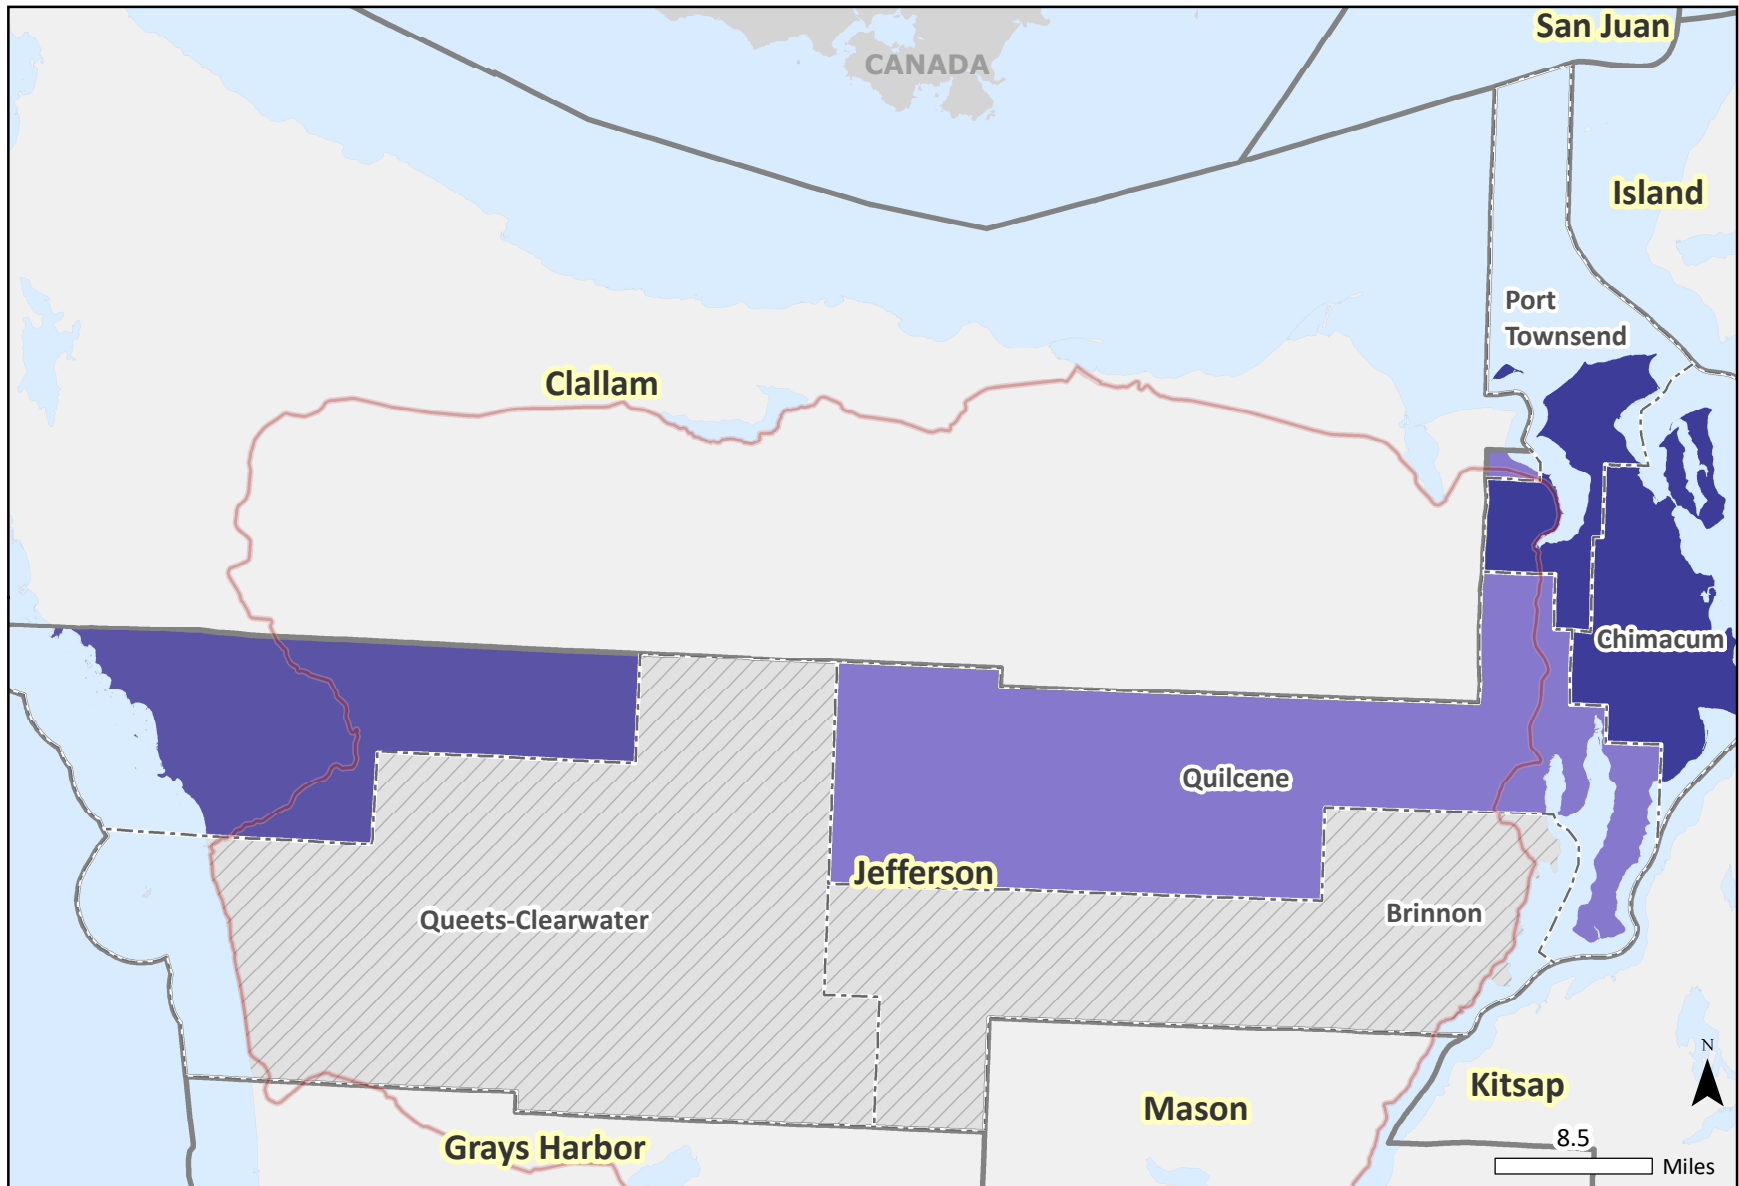 San Juan
CANADA
Island
Port
Townsend
Clallam
Chimacum
Quilcene
Jefferson
Queets-Clearwater
Brinnon
N
Kitsap
Mason
8.5
Grays Harbor
Miles